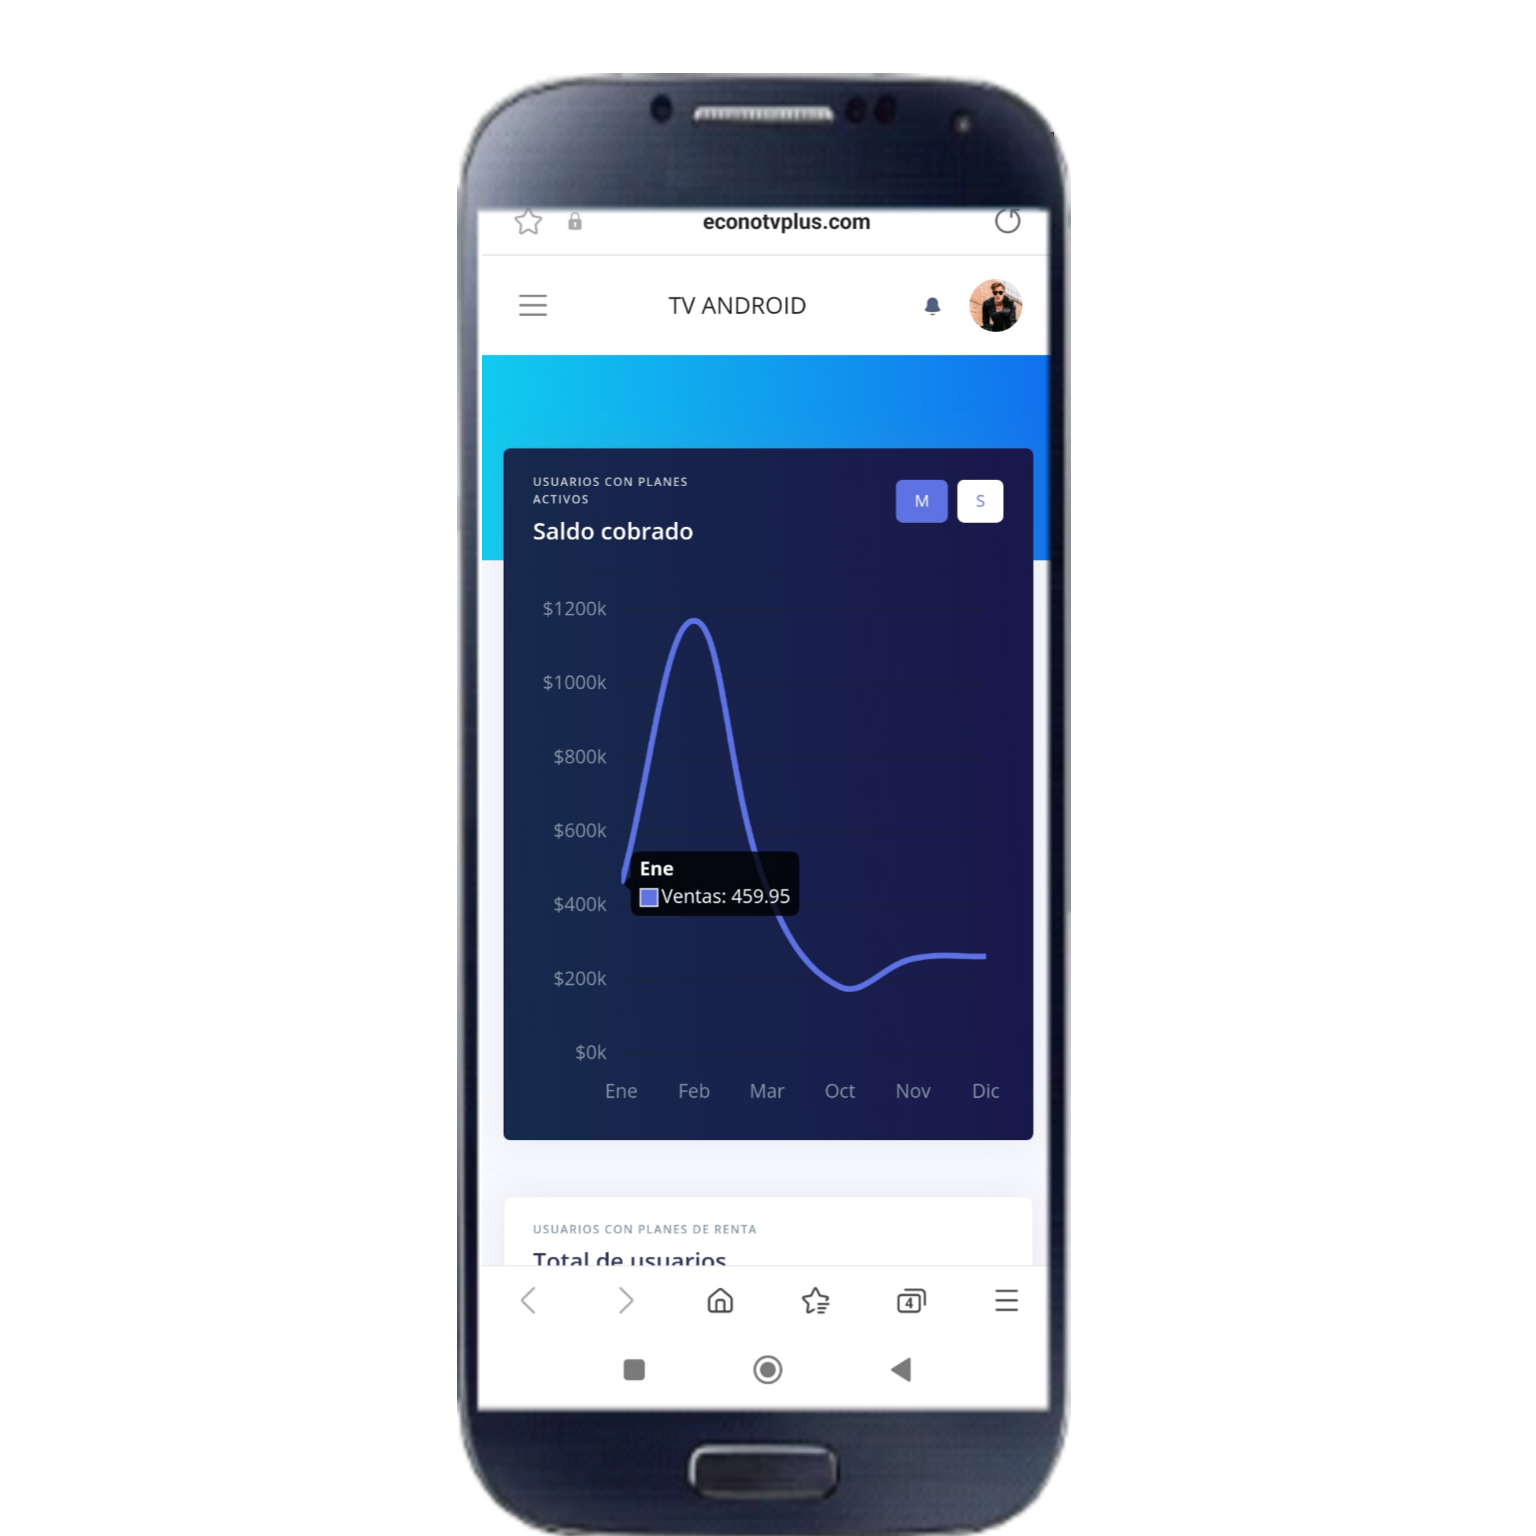 econotvplus.com
TV ANDROID
USUARIOS CON PLANES
ACTIVOS
M
S
Saldo cobrado
$1200k
$1000k
$800k
$600k
Ene
Ventas: 459.95
$400k
$200k
$0k
Ene Feb Mar Oct Nov Dic
USUARIOS CON PLANES DE RENTA
Total de usuarios
4